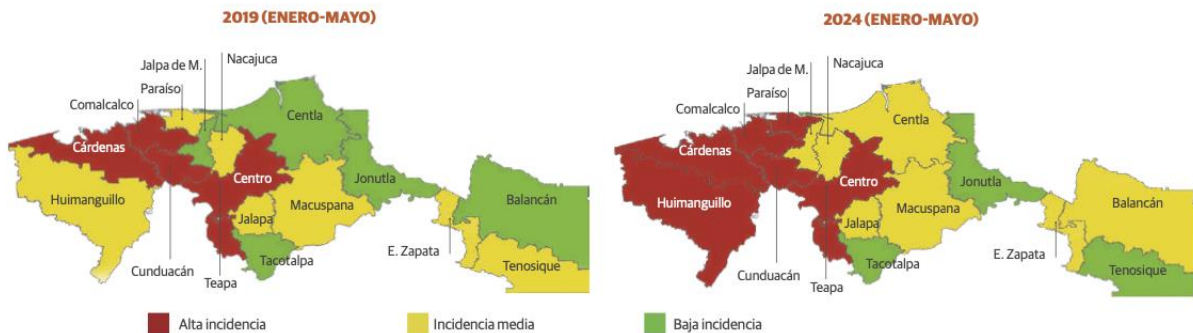 2019 (ENERO-MAYO)
Nacajuca
Jalpa de M.
Paraíso
Comalcalco
Centla
Cárdenas
Centro
Jonutla
Huimanguillo
Balancán
Macuspana
Jalapa
E. Zapata
Tacotalpa
Tenosique
Cunduacán
Teapa
2024 (ENERO-MAYO)
Nacajuca
Jalpa de M.
Paraíso
Comalcalco
Centla
Cárdenas
Centro
Jonutla
Huimanguillo
Macuspana
Balancán
Jalapa
E. Zapata
Tacotalpa
Tenosique
Cunduacán
Teapa
Alta incidencia
Incidencia media
Baja incidencia